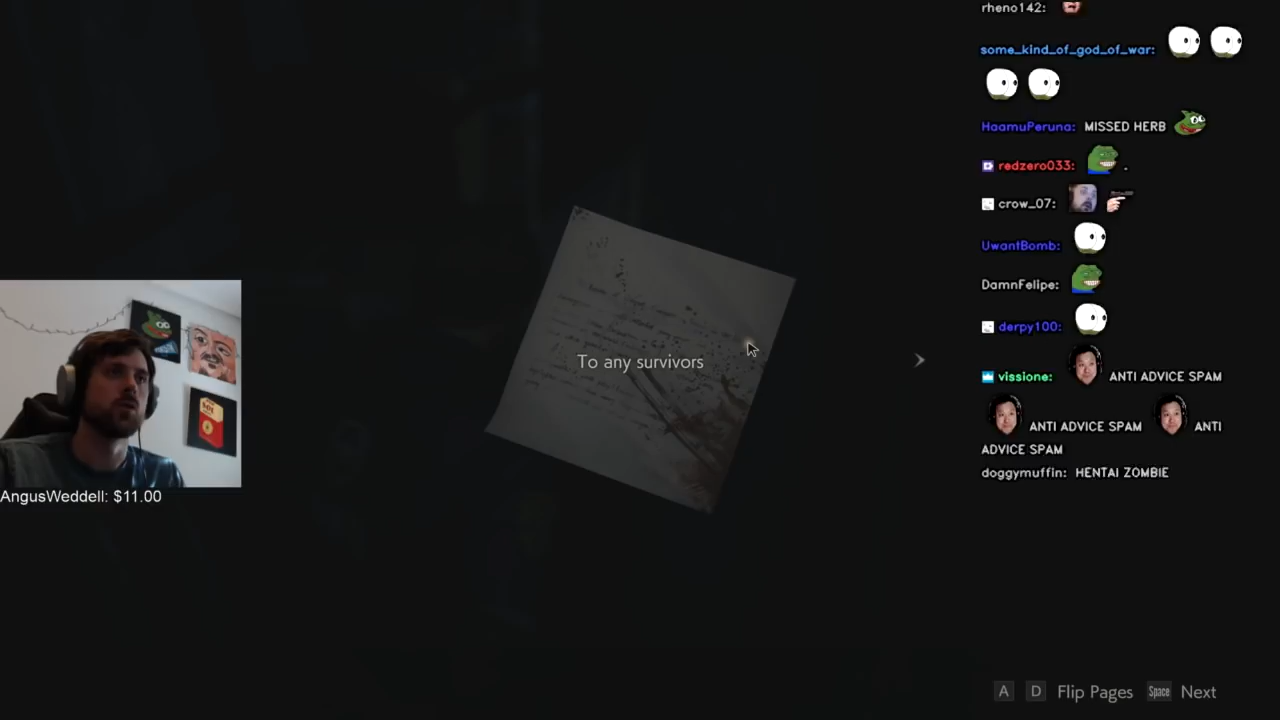 rheno142:
some_kind_of_god_of_war:
HaamuPeruna: MISSED HERB
redzero033: .
crow_07:
UwantBomb:
DamnFelipe:
derpy100:
vissione: ANTI ADVICE SPAM
ANTI ADVICE SPAM ANTI
ADVICE SPAM
doggymuffin: HENTAI ZOMBIE
To any survivors
AngusWeddell: $11.00
A D Flip Pages Space Next